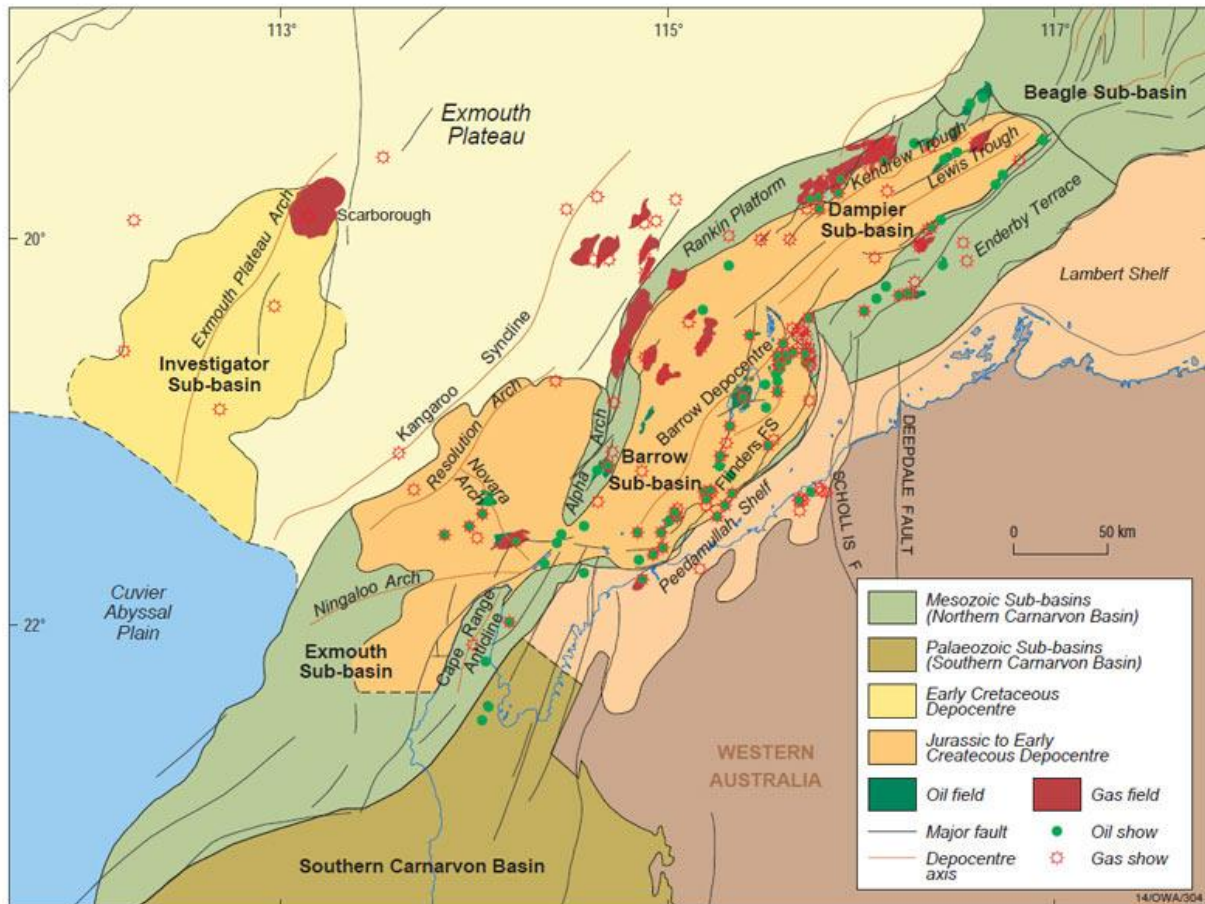 113°
115°
117°
Beagle Sub-basin
Exmouth
Plateau
Kendrew Trough
Lewis Trough
Exmouth Plateau Arch
Scarborough
Rankin Platform
Dampier
Sub-basin
Enderby Terrace
20°
Lambert Shelf
Investigator
Sub-basin
Kangaroo Syncline
Resolution Arch
Barrow Depocentre
Alpha Arch
Barrow
Sub-basin
Flinders FS
Novara
Arch
Peedamullah Shelf
SCHOLL IS F
DEEPDALE FAULT
0 50 km
Cuvier
Abyssal
Plain
Ningaloo Arch
22°
Exmouth
Sub-basin
Cape Range
Anticline
WESTERN
AUSTRALIA
Southern Carnarvon Basin
Mesozoic Sub-basins
(Northern Carnarvon Basin)
Palaeozoic Sub-basins
(Southern Carnarvon Basin)
Early Cretaceous
Depocentre
Jurassic to Early
Createcous Depocentre
Oil field
Gas field
Major fault
Oil show
Depocentre
axis
Gas show
14/OWA/304